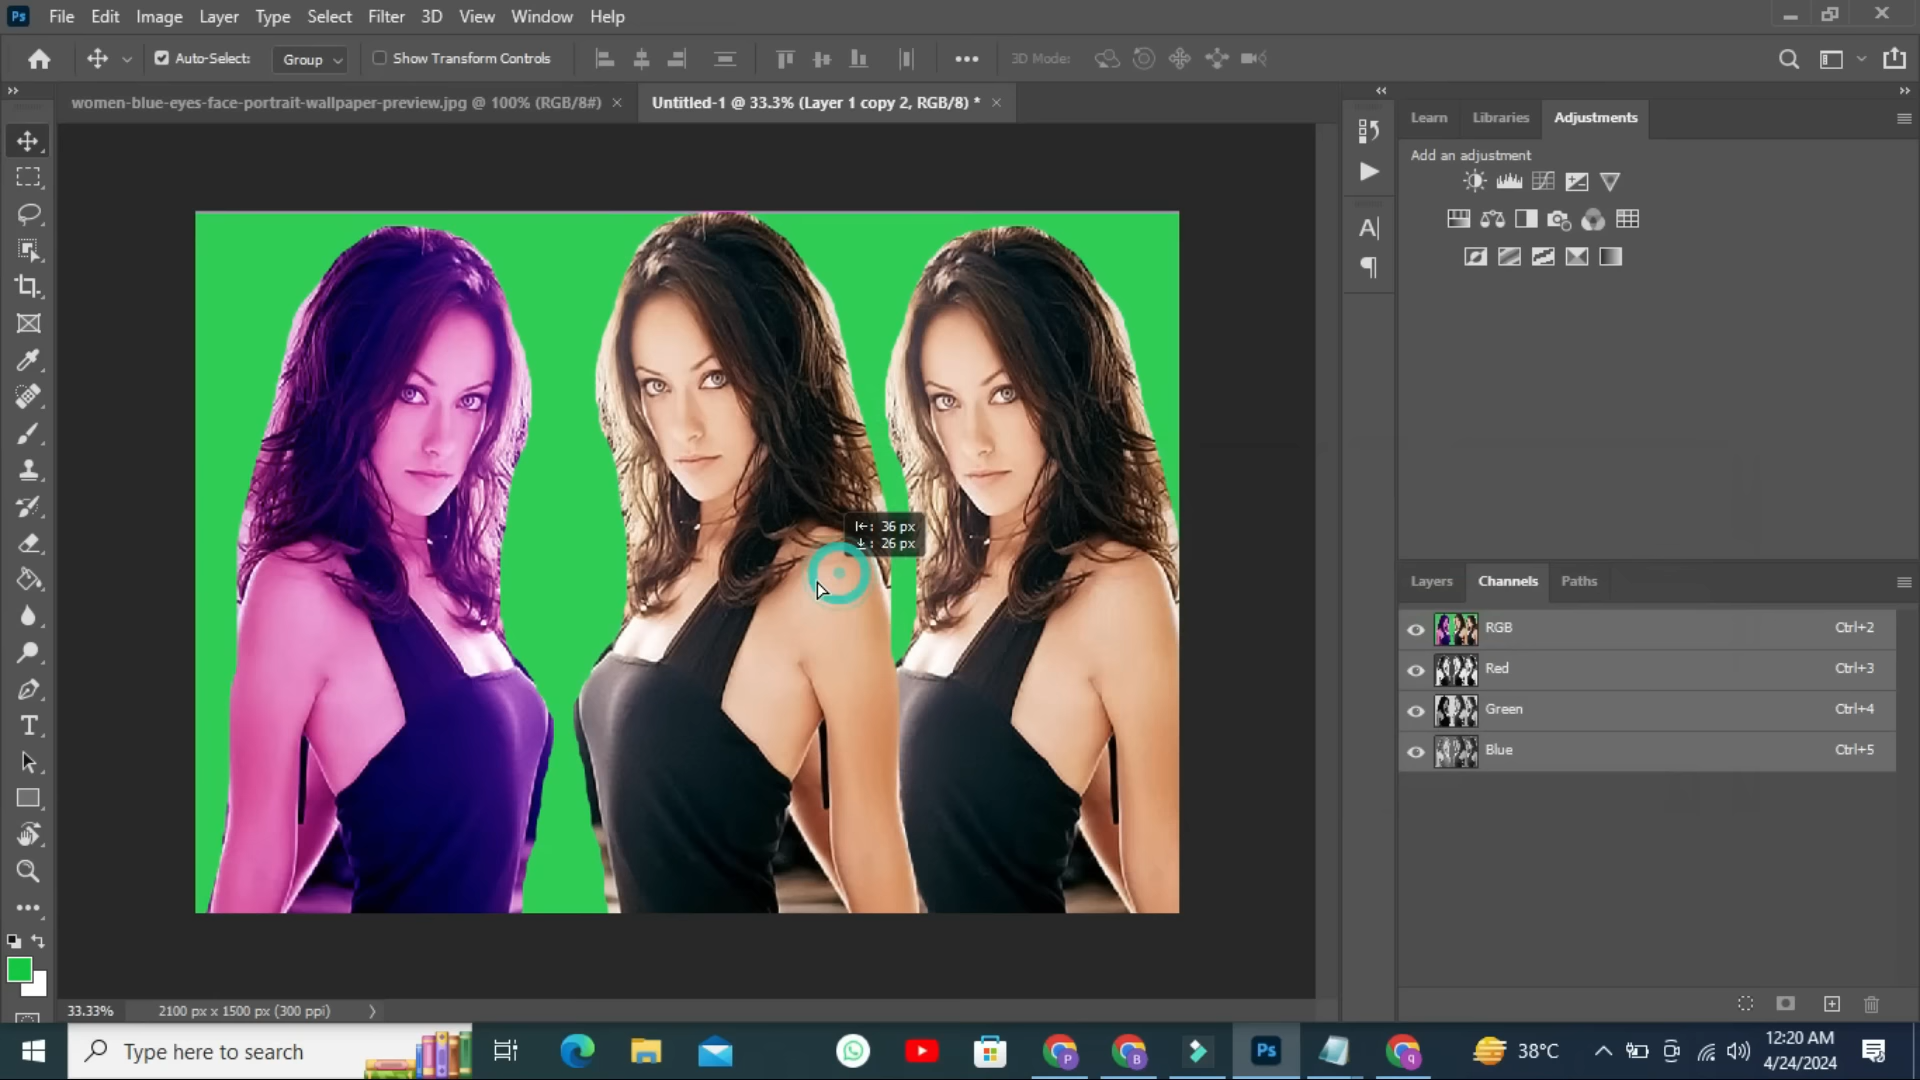 Ps File Edit Image Layer Type Select Filter 3D View Window Help
Auto-Select: Group Show Transform Controls 3D Mode:
women-blue-eyes-face-portrait-wallpaper-preview.jpg @ 100% (RGB/8#) × Untitled-1 @ 33.3% (Layer 1 copy 2, RGB/8) * ×
Learn Libraries Adjustments
Add an adjustment
: 36 px
: 26 px
Layers Channels Paths
RGB Ctrl+2
Red Ctrl+3
Green Ctrl+4
Blue Ctrl+5
33.33% 2100 px x 1500 px (300 ppi)
Type here to search
P B Ps q
38°C
12:20 AM
4/24/2024